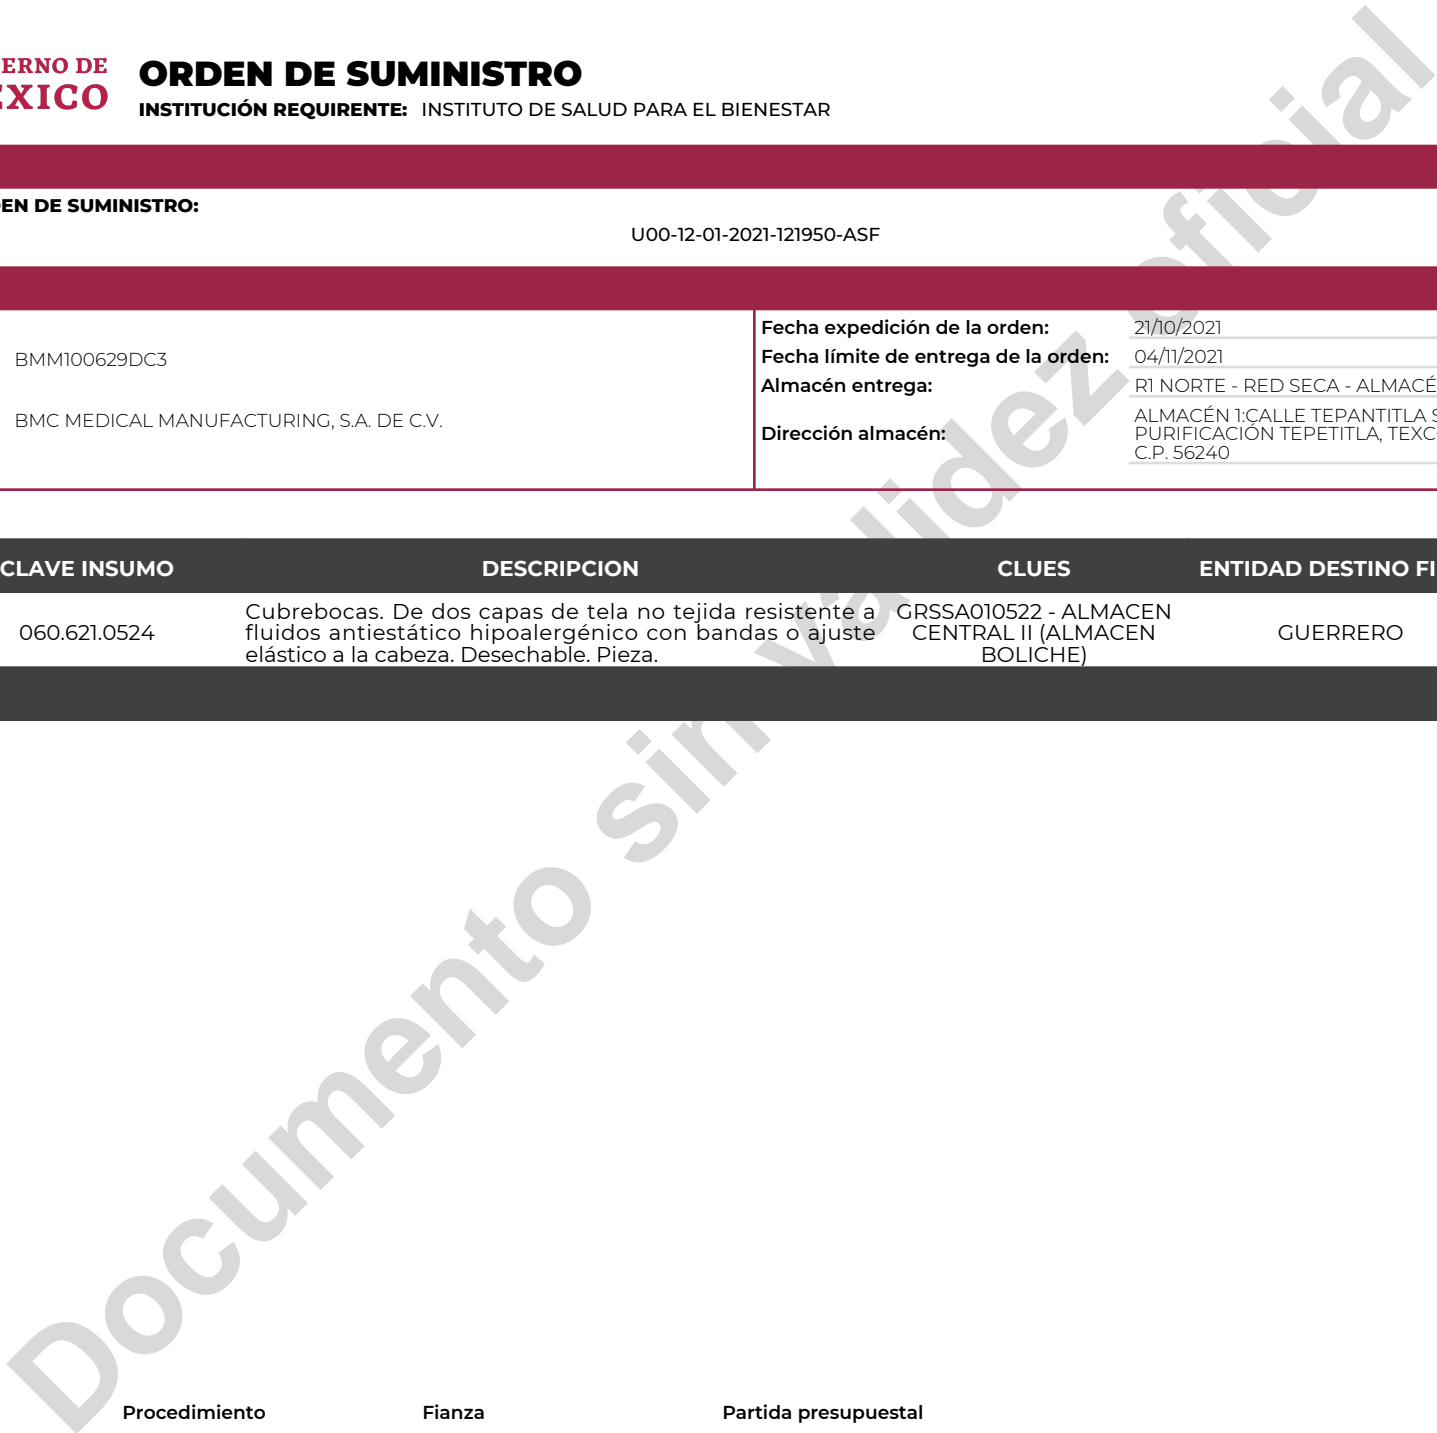 ERNO DE
ÉXICO
ORDEN DE SUMINISTRO
INSTITUCIÓN REQUIRENTE: INSTITUTO DE SALUD PARA EL BIENESTAR
EN DE SUMINISTRO:
U00-12-01-2021-121950-ASF
BMM100629DC3
BMC MEDICAL MANUFACTURING, S.A. DE C.V.
Fecha expedición de la orden: 21/10/2021
Fecha límite de entrega de la orden: 04/11/2021
Almacén entrega: R1 NORTE - RED SECA - ALMACÉ
Dirección almacén: ALMACÉN 1:CALLE TEPANTITLA S
PURIFICACIÓN TEPETITLA, TEXC
C.P. 56240
CLAVE INSUMO DESCRIPCION CLUES ENTIDAD DESTINO FI
060.621.0524
Cubrebocas. De dos capas de tela no tejida resistente a
fluidos antiestático hipoalergénico con bandas o ajuste
elástico a la cabeza. Desechable. Pieza.
GRSSA010522 - ALMACEN
CENTRAL II (ALMACEN
BOLICHE)
GUERRERO
Documento sin validez oficial
Procedimiento Fianza Partida presupuestal